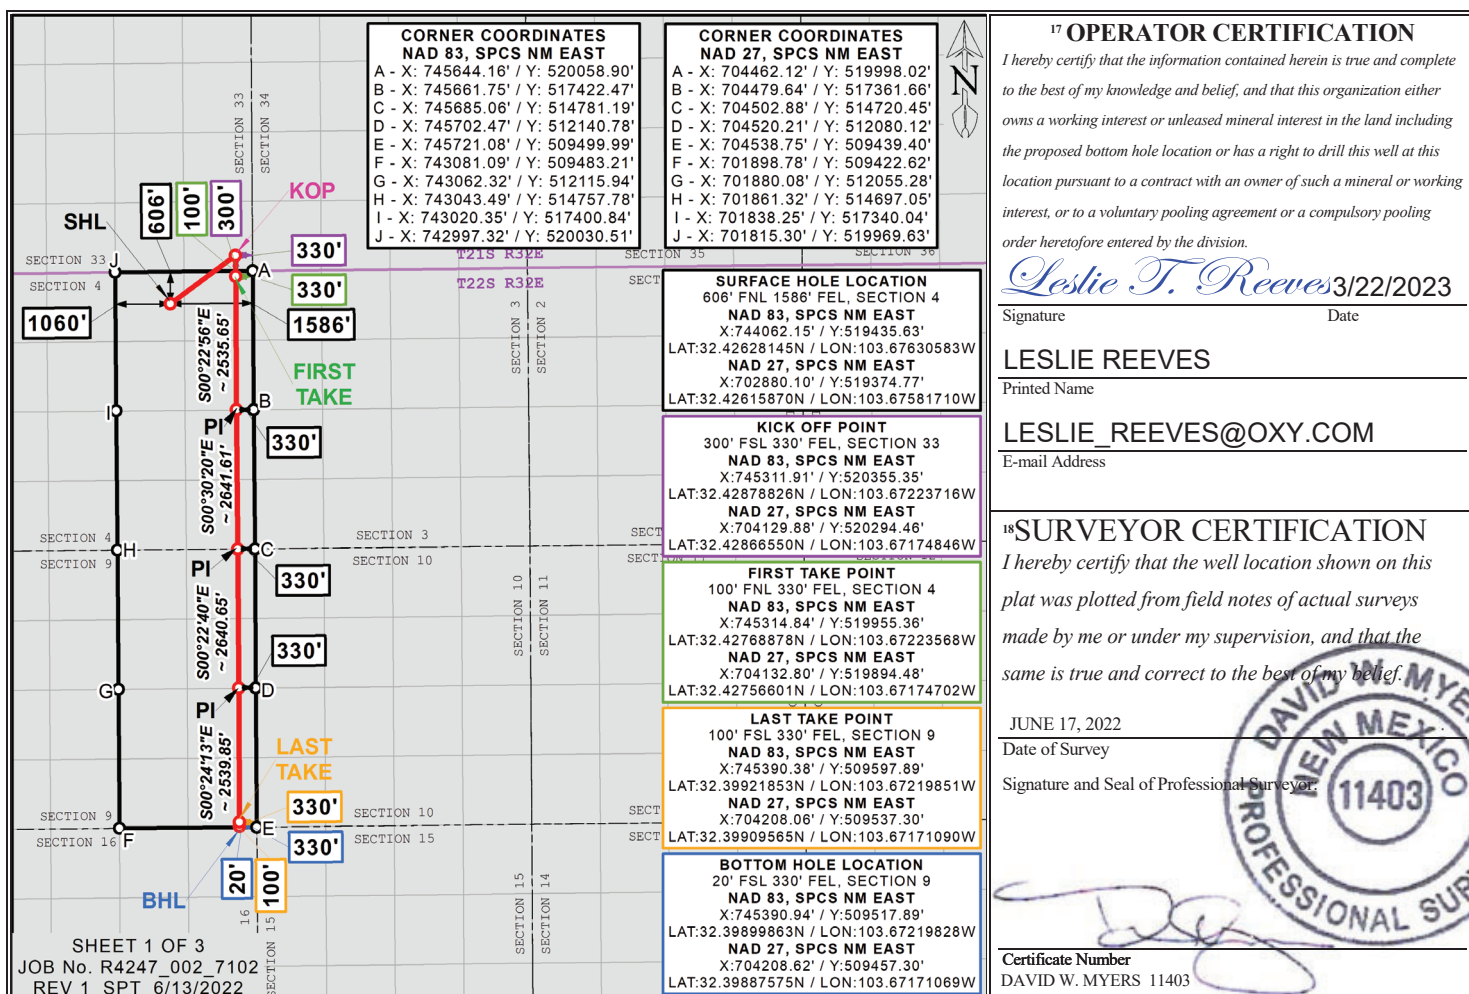 CORNER COORDINATES
NAD 83, SPCS NM EAST
A - X: 745644.16' / Y: 520058.90'
B - X: 745661.75' / Y: 517422.47'
C - X: 745685.06' / Y: 514781.19'
D - X: 745702.47' / Y: 512140.78'
E - X: 745721.08' / Y: 509499.99'
F - X: 743081.09' / Y: 509483.21'
G - X: 743062.32' / Y: 512115.94'
H - X: 743043.49' / Y: 514757.78'
I - X: 743020.35' / Y: 517400.84'
J - X: 742997.32' / Y: 520030.51'
CORNER COORDINATES
NAD 27, SPCS NM EAST
A - X: 704462.12' / Y: 519998.02'
B - X: 704479.64' / Y: 517361.66'
C - X: 704502.88' / Y: 514720.45'
D - X: 704520.21' / Y: 512080.12'
E - X: 704538.75' / Y: 509439.40'
F - X: 701898.78' / Y: 509422.62'
G - X: 701880.08' / Y: 512055.28'
H - X: 701861.32' / Y: 514697.05'
I - X: 701838.25' / Y: 517340.04'
J - X: 701815.30' / Y: 519969.63'
N
SECTION 33
SECTION 34
606'
100'
300'
KOP
SHL
330'
SECTION 33
J
A
T21S R32E
SECTION 35
SECTION 36
SECTION 4
T22S R32E
SECT
330'
1060'
1586'
SECTION 3
SECTION 2
S00°22'56"E
~ 2535.65'
FIRST
TAKE
I
B
PI
330'
S00°30'20"E
~ 2641.61'
SECTION 4
H
C
SECTION 3
SECT
SECTION 9
SECTION 10
PI
330'
SECTION 10
SECTION 11
S00°22'40"E
~ 2640.65'
330'
G
D
PI
S00°24'13"E
~ 2539.85'
LAST
TAKE
330'
SECTION 9
SECTION 10
SECT
F
E
SECTION 16
SECTION 15
SECT
330'
20'
100'
BHL
16
SECTION 15
SECTION 15
SECTION 14
SHEET 1 OF 3
JOB No. R4247_002_7102
REV 1 SPT 6/13/2022
SURFACE HOLE LOCATION
606' FNL 1586' FEL, SECTION 4
NAD 83, SPCS NM EAST
X:744062.15' / Y:519435.63'
LAT:32.42628145N / LON:103.67630583W
NAD 27, SPCS NM EAST
X:702880.10' / Y:519374.77'
LAT:32.42615870N / LON:103.67581710W
KICK OFF POINT
300' FSL 330' FEL, SECTION 33
NAD 83, SPCS NM EAST
X:745311.91' / Y:520355.35'
LAT:32.42878826N / LON:103.67223716W
NAD 27, SPCS NM EAST
X:704129.88' / Y:520294.46'
LAT:32.42866550N / LON:103.67174846W
FIRST TAKE POINT
100' FNL 330' FEL, SECTION 4
NAD 83, SPCS NM EAST
X:745314.84' / Y:519955.36'
LAT:32.42768878N / LON:103.67223568W
NAD 27, SPCS NM EAST
X:704132.80' / Y:519894.48'
LAT:32.42756601N / LON:103.67174702W
LAST TAKE POINT
100' FSL 330' FEL, SECTION 9
NAD 83, SPCS NM EAST
X:745390.38' / Y:509597.89'
LAT:32.39921853N / LON:103.67219851W
NAD 27, SPCS NM EAST
X:704208.06' / Y:509537.30'
LAT:32.39909565N / LON:103.67171090W
BOTTOM HOLE LOCATION
20' FSL 330' FEL, SECTION 9
NAD 83, SPCS NM EAST
X:745390.94' / Y:509517.89'
LAT:32.39899863N / LON:103.67219828W
NAD 27, SPCS NM EAST
X:704208.62' / Y:509457.30'
LAT:32.39887575N / LON:103.67171069W
17 OPERATOR CERTIFICATION
I hereby certify that the information contained herein is true and complete
to the best of my knowledge and belief, and that this organization either
owns a working interest or unleased mineral interest in the land including
the proposed bottom hole location or has a right to drill this well at this
location pursuant to a contract with an owner of such a mineral or working
interest, or to a voluntary pooling agreement or a compulsory pooling
order heretofore entered by the division.
Leslie T. Reeves 3/22/2023
Signature Date
LESLIE REEVES
Printed Name
LESLIE_REEVES@OXY.COM
E-mail Address
18 SURVEYOR CERTIFICATION
I hereby certify that the well location shown on this
plat was plotted from field notes of actual surveys
made by me or under my supervision, and that the
same is true and correct to the best of my belief.
JUNE 17, 2022
Date of Survey
Signature and Seal of Professional Surveyor:
DAVID W. MYE
NEW MEXICO
11403
PROFESSIONAL SURV
Certificate Number
DAVID W. MYERS 11403